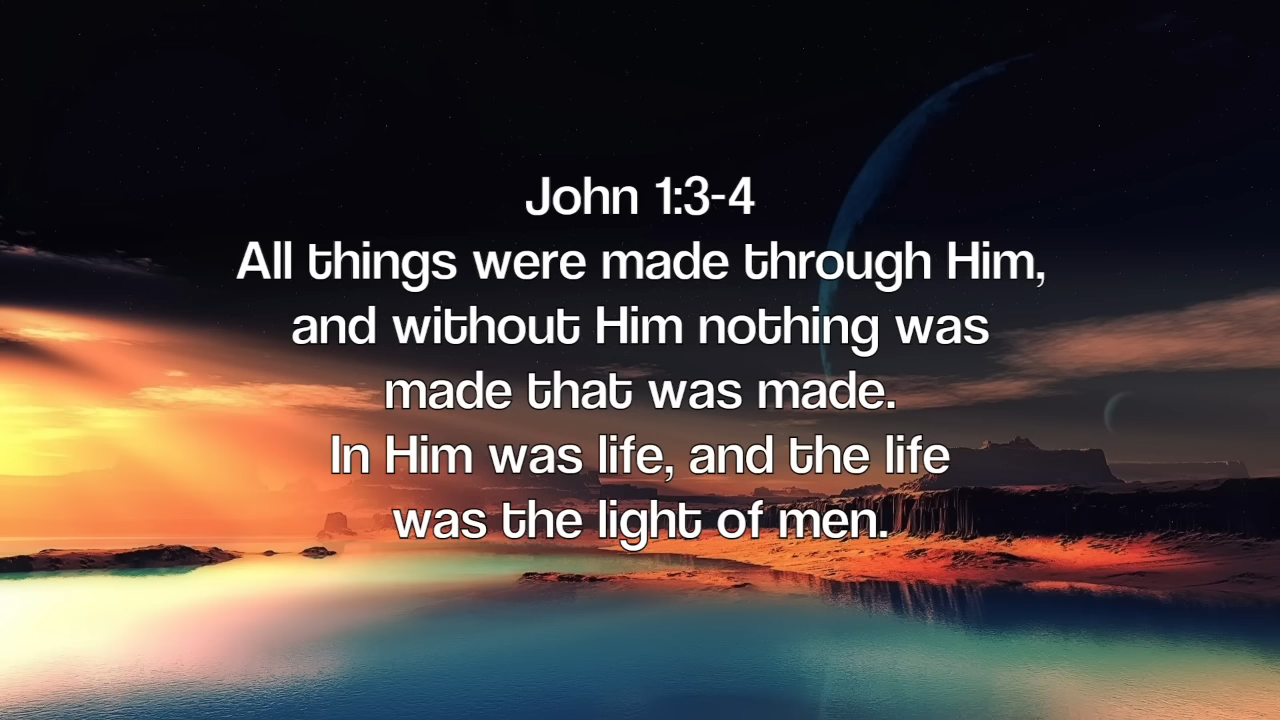 John 1:3-4
All things were made through Him,
and without Him nothing was
made that was made.
In Him was life, and the life
was the light of men.